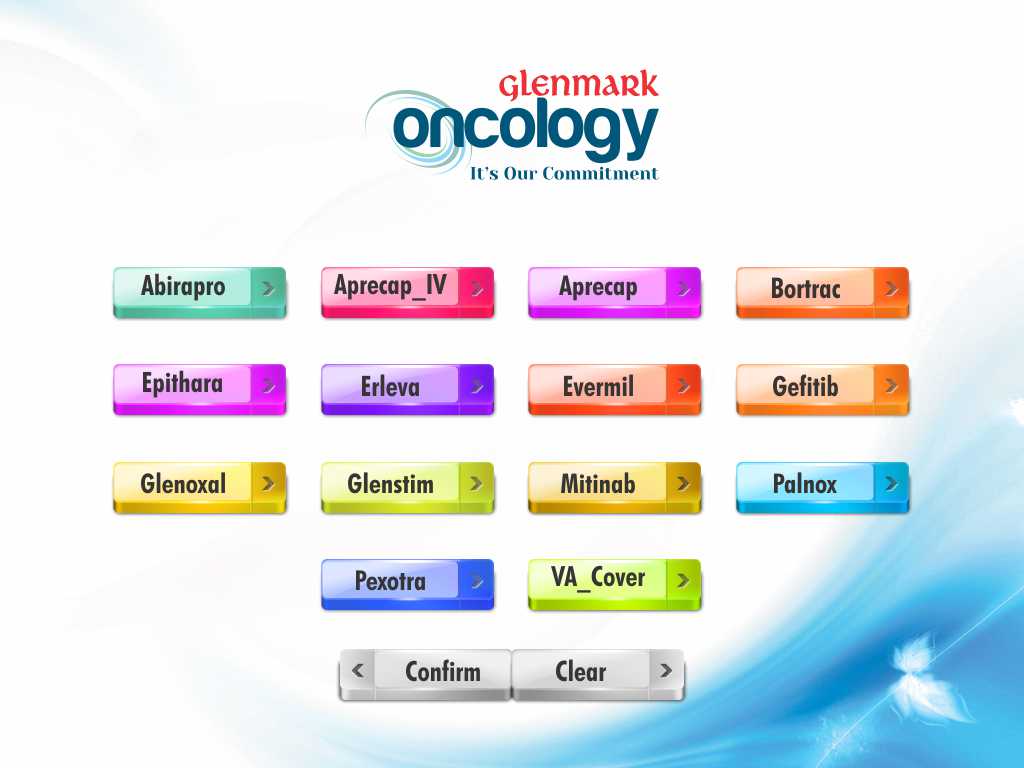 GLENMARK
oncology
It's Our Commitment
Abirapro
Aprecap_IV
Aprecap
Bortrac
Epithara
Erleva
Evermil
Gefitib
Glenoxal
Glenstim
Mitinab
Palnox
Pexotra
VA_Cover
Confirm
Clear